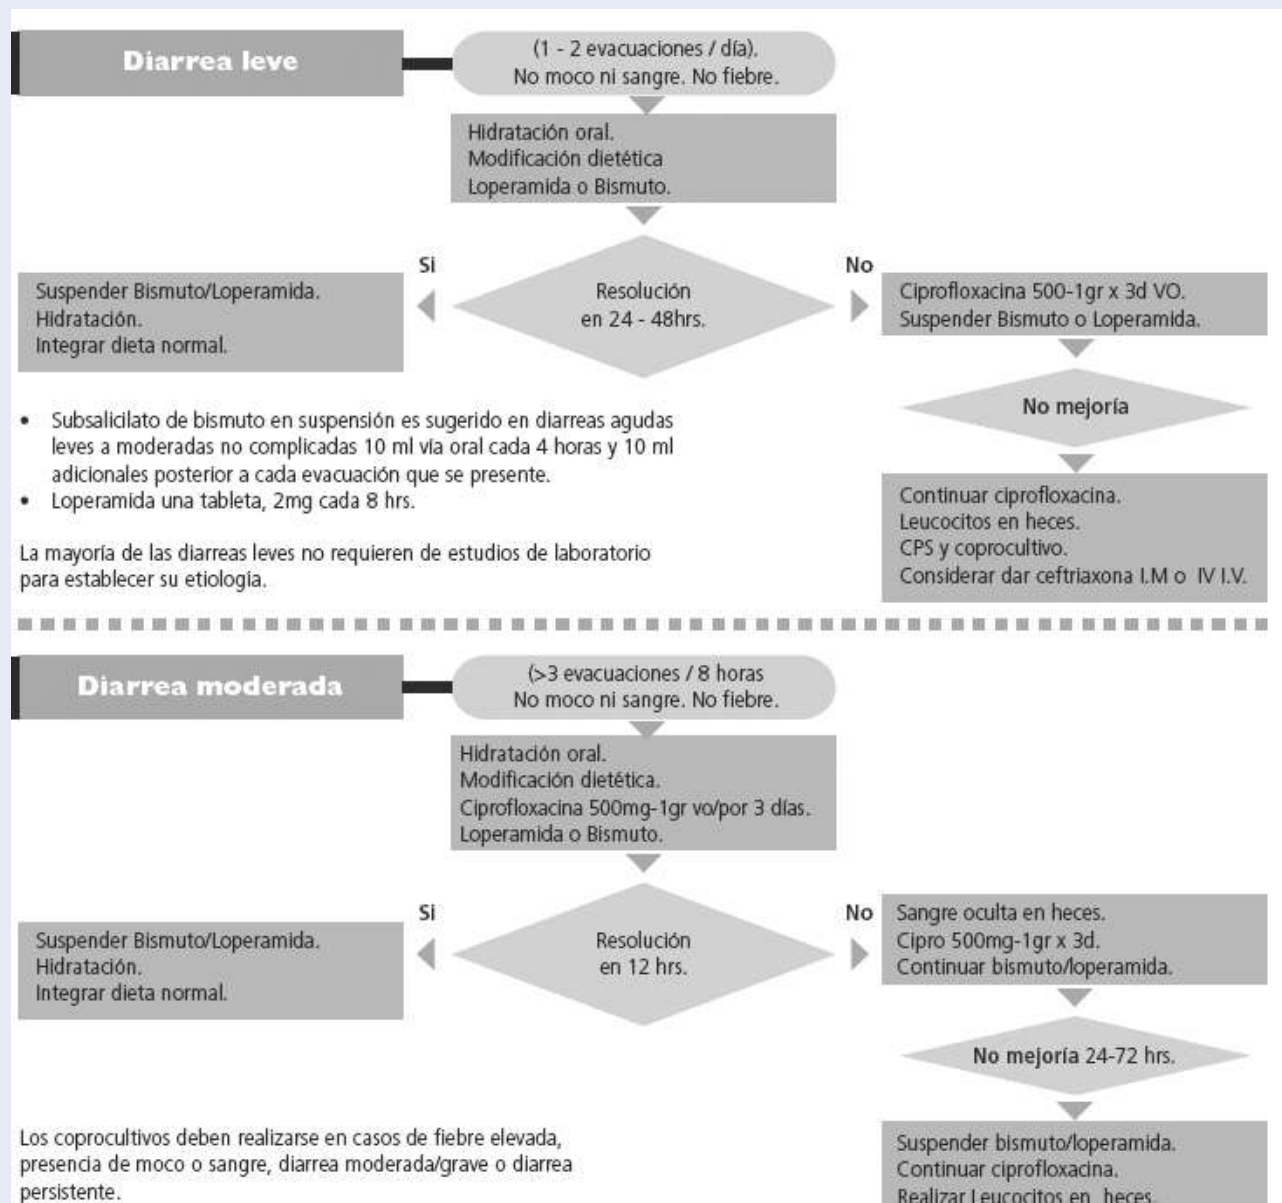 Diarrea leve
(1 - 2 evacuaciones / día).
No moco ni sangre. No fiebre.
Hidratación oral.
Modificación dietética
Loperamida o Bismuto.
Si
Resolución
en 24 - 48hrs.
No
Suspender Bismuto/Loperamida.
Hidratación.
Integrar dieta normal.
Ciprofloxacina 500-1gr x 3d VO.
Suspender Bismuto o Loperamida.
No mejoría
Continuar ciprofloxacina.
Leucocitos en heces.
CPS y coprocultivo.
Considerar dar ceftriaxona I.M o IV I.V.
• Subsalicilato de bismuto en suspensión es sugerido en diarreas agudas
leves a moderadas no complicadas 10 ml vía oral cada 4 horas y 10 ml
adicionales posterior a cada evacuación que se presente.
• Loperamida una tableta, 2mg cada 8 hrs.
La mayoría de las diarreas leves no requieren de estudios de laboratorio
para establecer su etiología.
Diarrea moderada
(>3 evacuaciones / 8 horas
No moco ni sangre. No fiebre.
Hidratación oral.
Modificación dietética.
Ciprofloxacina 500mg-1gr vo/por 3 días.
Loperamida o Bismuto.
Si
Resolución
en 12 hrs.
No
Suspender Bismuto/Loperamida.
Hidratación.
Integrar dieta normal.
Sangre oculta en heces.
Cipro 500mg-1gr x 3d.
Continuar bismuto/loperamida.
No mejoría 24-72 hrs.
Suspender bismuto/loperamida.
Continuar ciprofloxacina.
Realizar Leucocitos en heces
Los coprocultivos deben realizarse en casos de fiebre elevada,
presencia de moco o sangre, diarrea moderada/grave o diarrea
persistente.